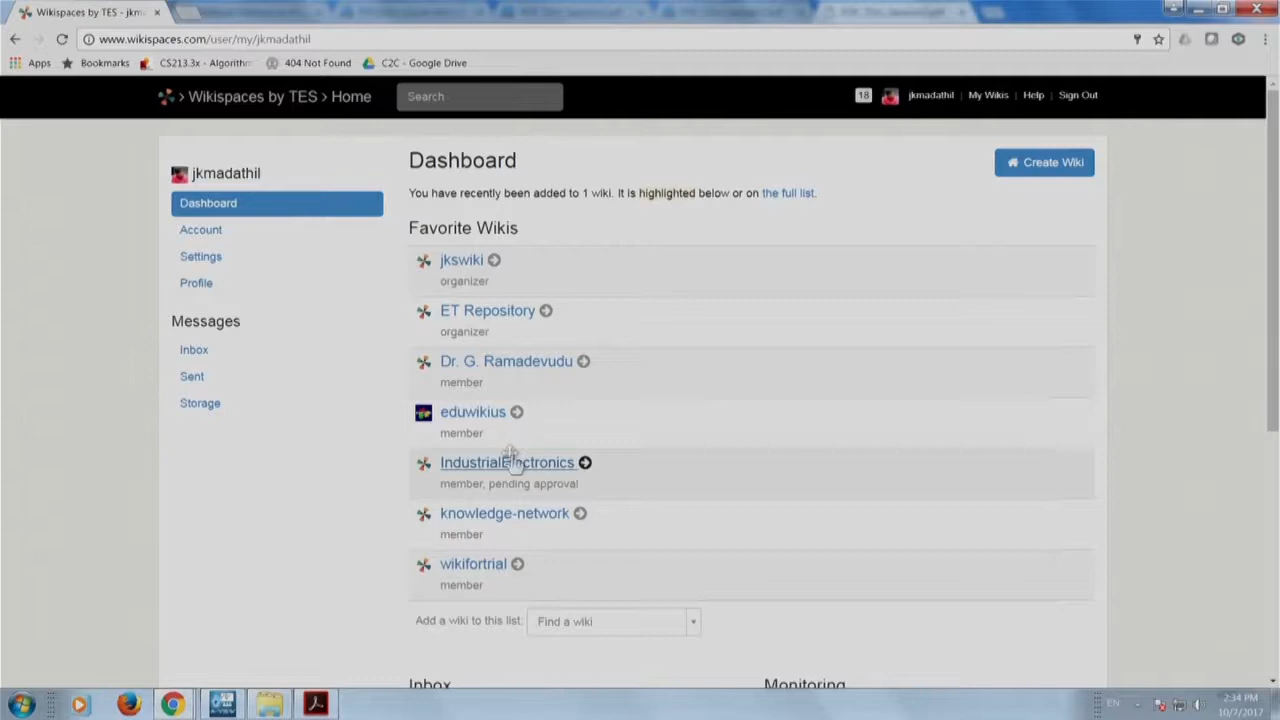 Wikispaces by TES - jkm
www.wikispaces.com/user/my/jkmadathil
Apps Bookmarks CS213.3x - Algorithm 404 Not Found C2C - Google Drive
› Wikispaces by TES › Home Search 18 jkmadathil | My Wikis | Help | Sign Out
jkmadathil
Dashboard
Account
Settings
Profile
Messages
Inbox
Sent
Storage
Dashboard
Create Wiki
You have recently been added to 1 wiki. It is highlighted below or on the full list.
Favorite Wikis
jkswiki
organizer
ET Repository
organizer
Dr. G. Ramadevudu
member
eduwikius
member
IndustrialElectronics
member, pending approval
knowledge-network
member
wikifortrial
member
Add a wiki to this list: Find a wiki
Inbox Monitoring
EN 2:34 PM
10/7/2017